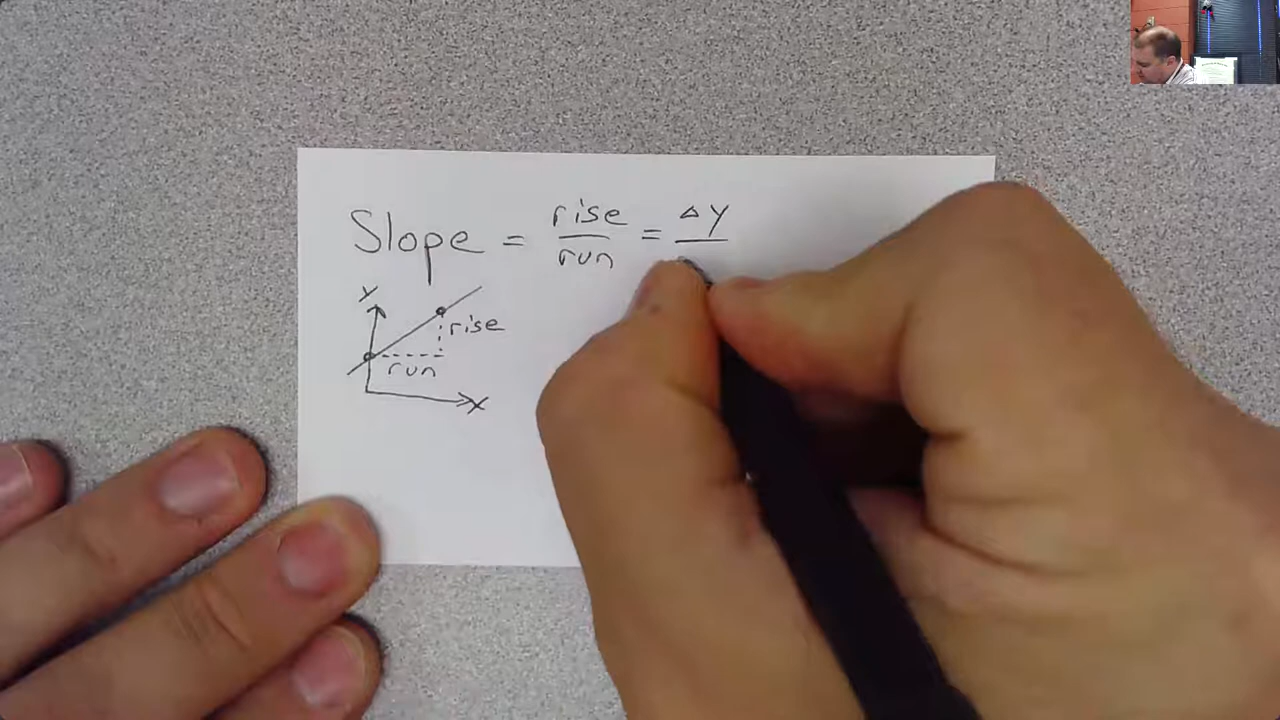 Slope = rise/run = ΔY/
Y
rise
run
X